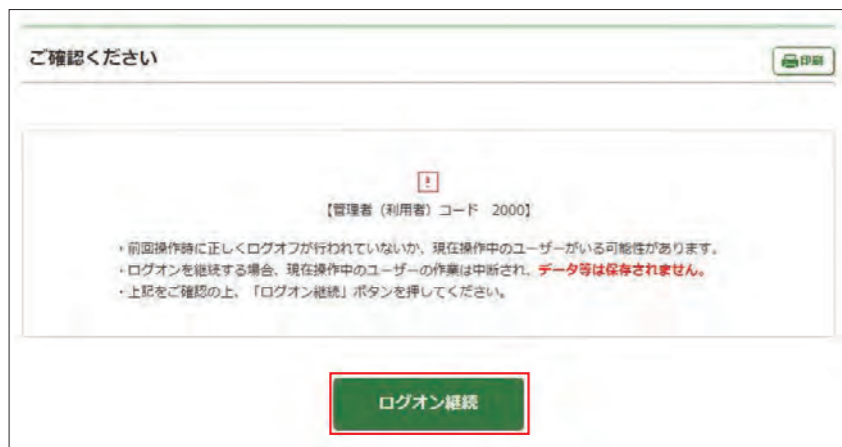 ご確認ください
印刷
!
【管理者（利用者）コード　2000】
・前回操作時に正しくログオフが行われていないか、現在操作中のユーザーがいる可能性があります。
・ログオンを継続する場合、現在操作中のユーザーの作業は中断され、データ等は保存されません。
・上記をご確認の上、「ログオン継続」ボタンを押してください。
ログオン継続